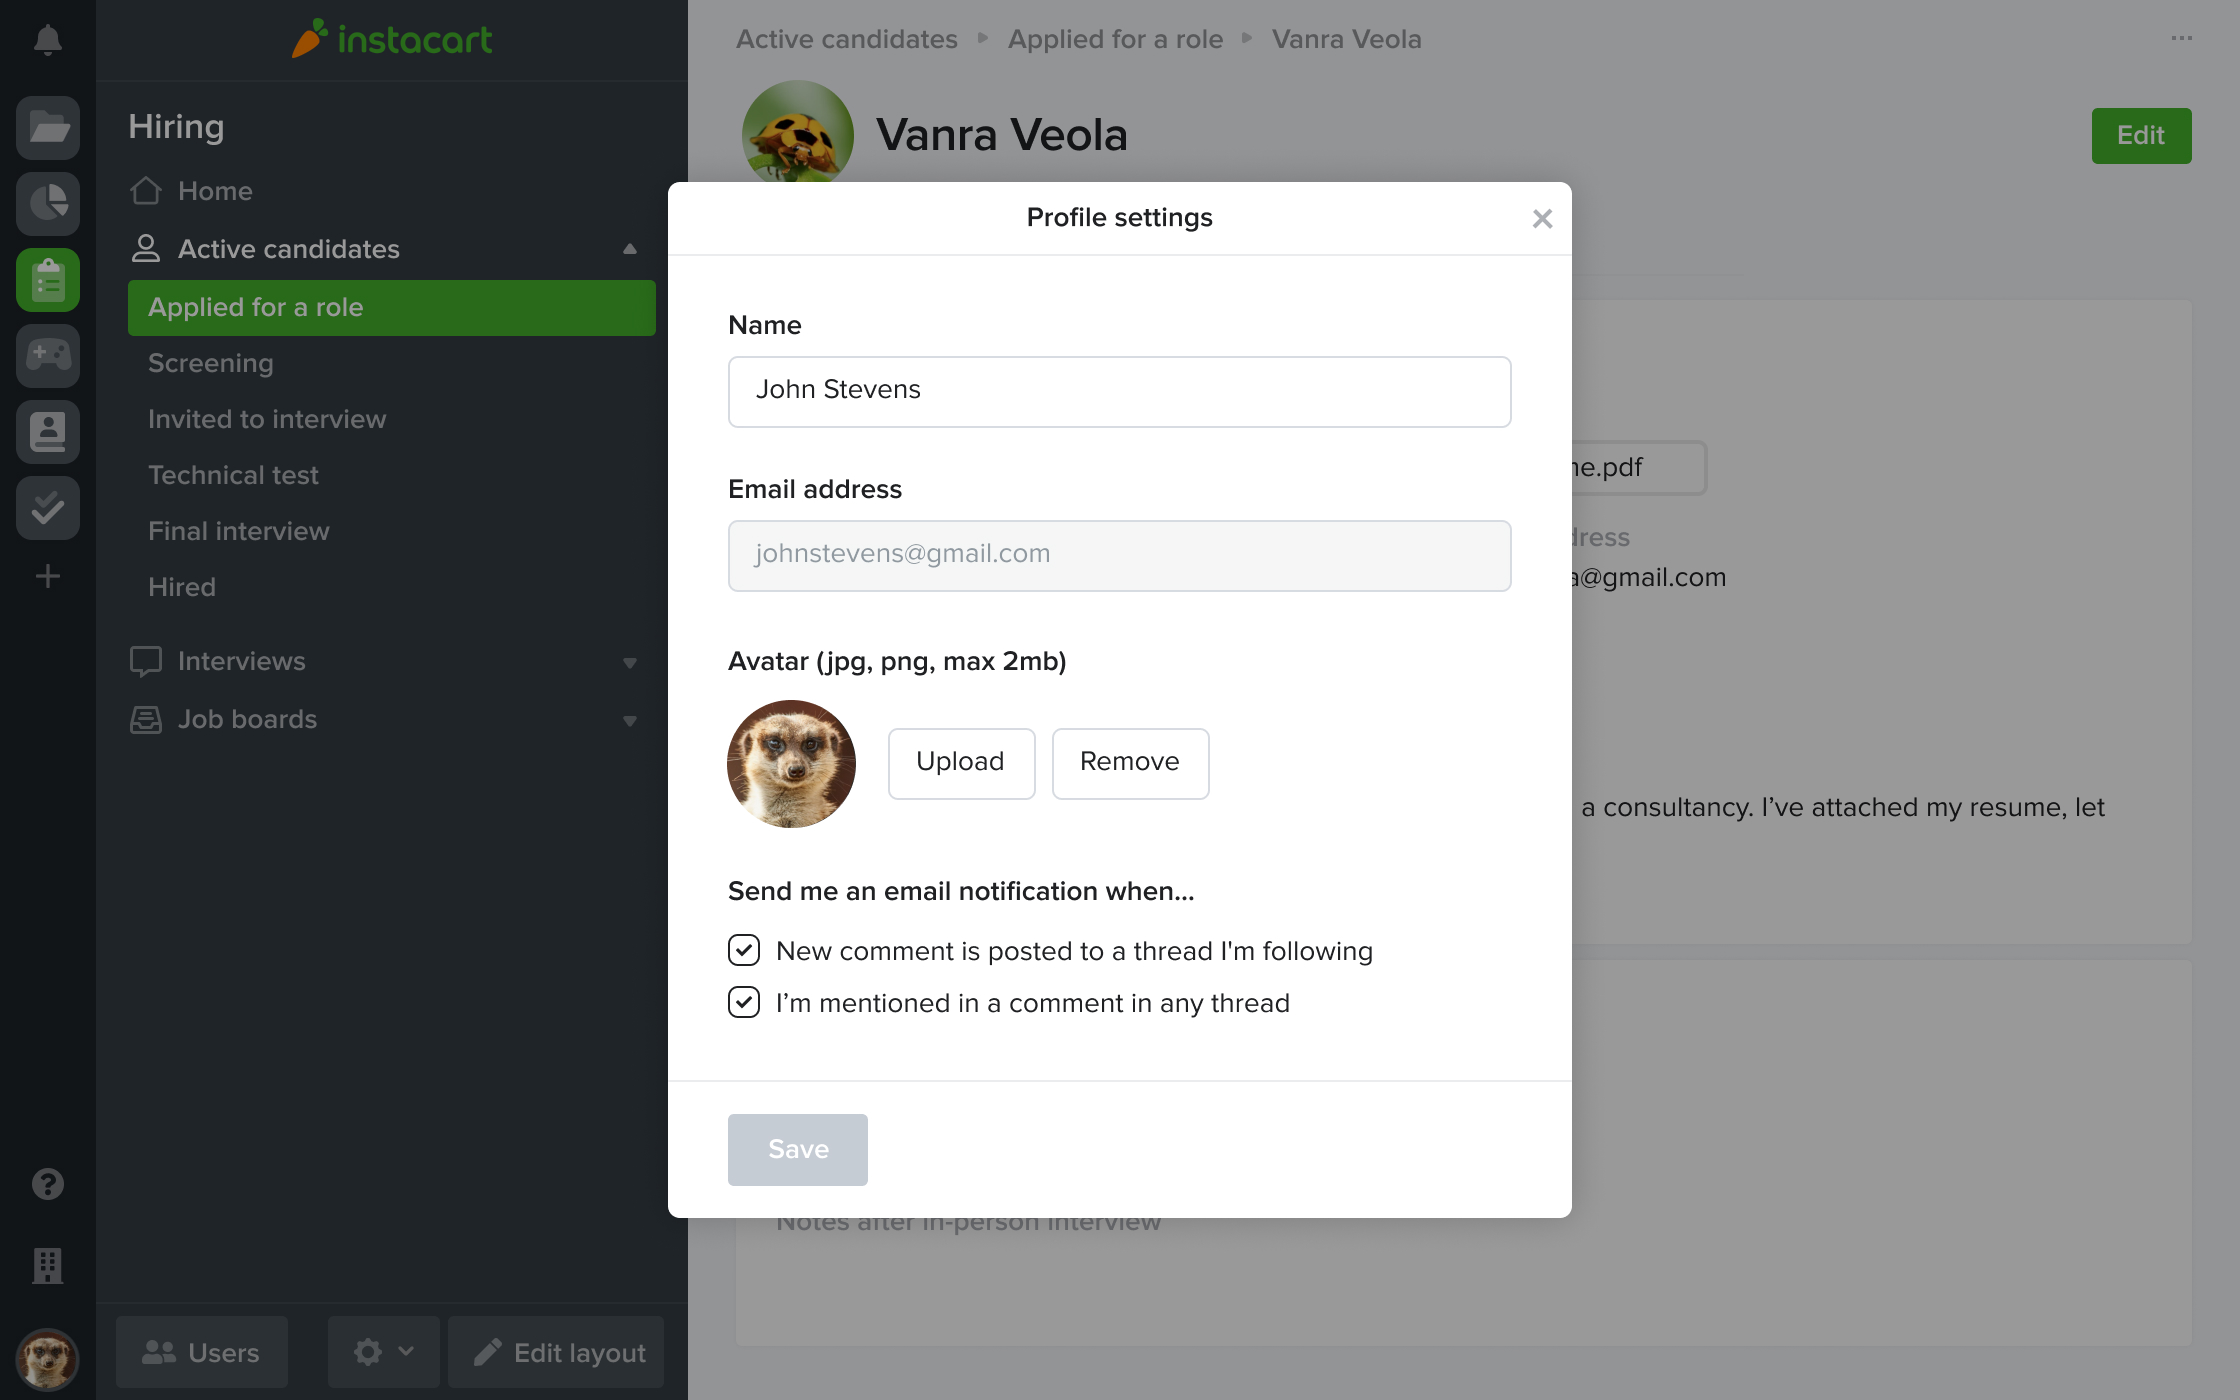 instacart
Hiring
Home
Active candidates
Applied for a role
Screening
Invited to interview
Technical test
Final interview
Hired
Interviews
Job boards
Users
Edit layout
Active candidates
Applied for a role
Vanra Veola
Vanra Veola
Edit
Profile settings
Name
John Stevens
Email address
johnstevens@gmail.com
Avatar (jpg, png, max 2mb)
Upload
Remove
Send me an email notification when...
New comment is posted to a thread I'm following
I’m mentioned in a comment in any thread
Save
ne.pdf
dress
a@gmail.com
a consultancy. I’ve attached my resume, let
Notes after in-person interview